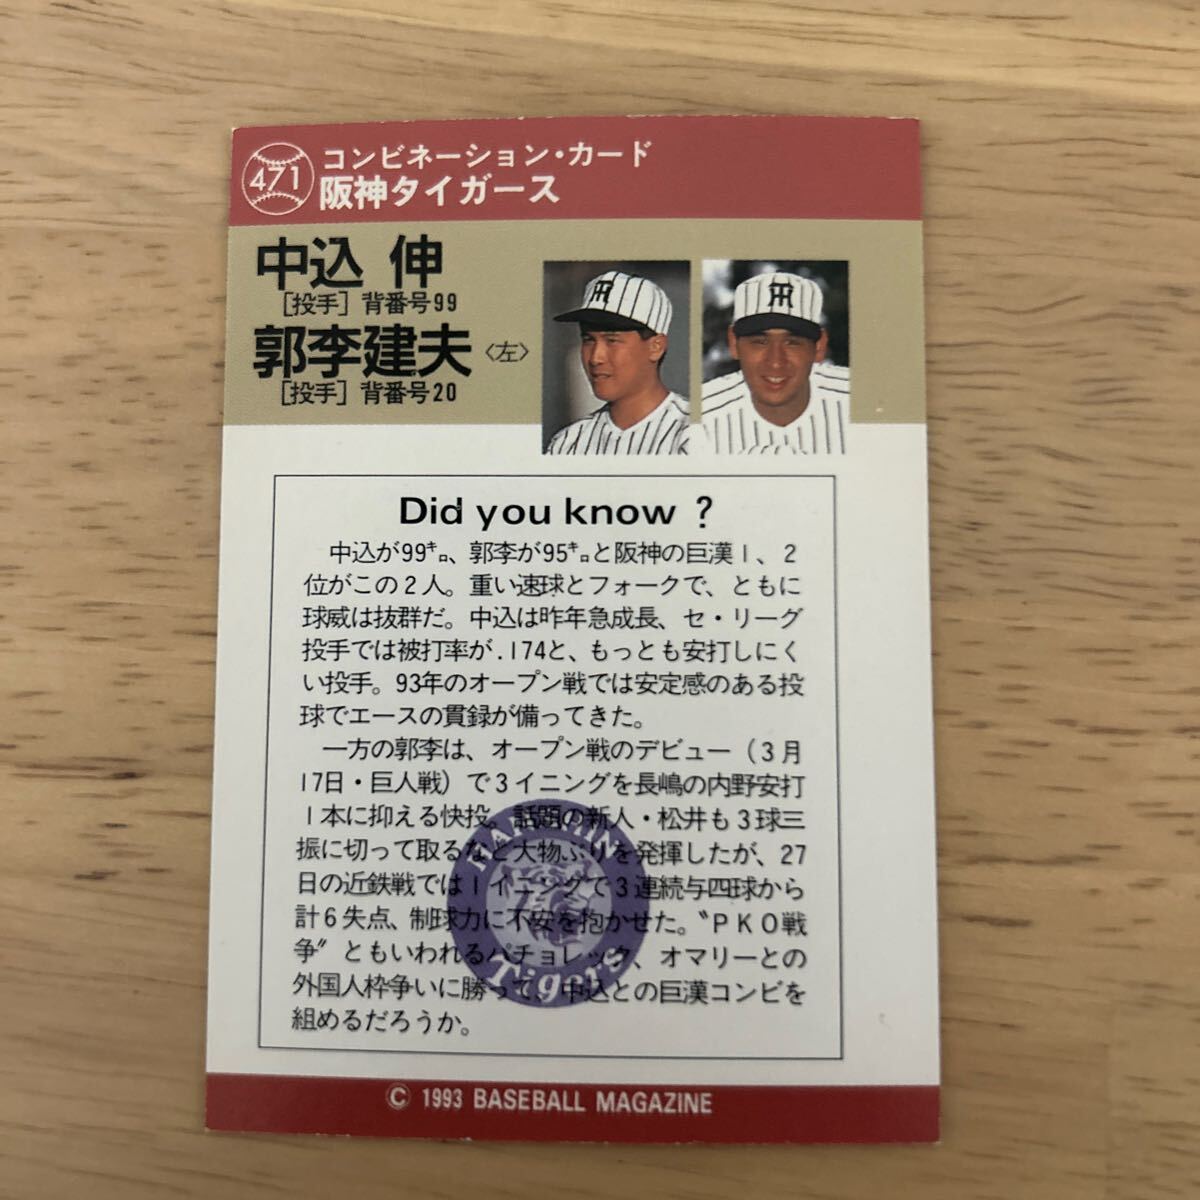 471
コンビネーション・カード
阪神タイガース
中込 伸
[投手] 背番号99
郭李建夫〈左〉
[投手] 背番号20
TH
TH
Did you know ?
中込が99㌔、郭李が95㌔と阪神の巨漢1、2
位がこの2人。重い速球とフォークで、ともに
球威は抜群だ。中込は昨年急成長、セ・リーグ
投手では被打率が.174と、もっとも安打しにく
い投手。93年のオープン戦では安定感のある投
球でエースの貫録が備ってきた。
一方の郭李は、オープン戦のデビュー(3月
17日・巨人戦)で3イニングを長嶋の内野安打
1本に抑える快投。話題の新人・松井も3球三
振に切って取るなど大物ぶりを発揮したが、27
日の近鉄戦では1イニングで3連続与四球から
計6失点、制球力に不安を抱かせた。〝PKO戦
争〟ともいわれるパチョレック、オマリーとの
外国人枠争いに勝って、中込との巨漢コンビを
組めるだろうか。
HANSHIN
Tigers
© 1993 BASEBALL MAGAZINE